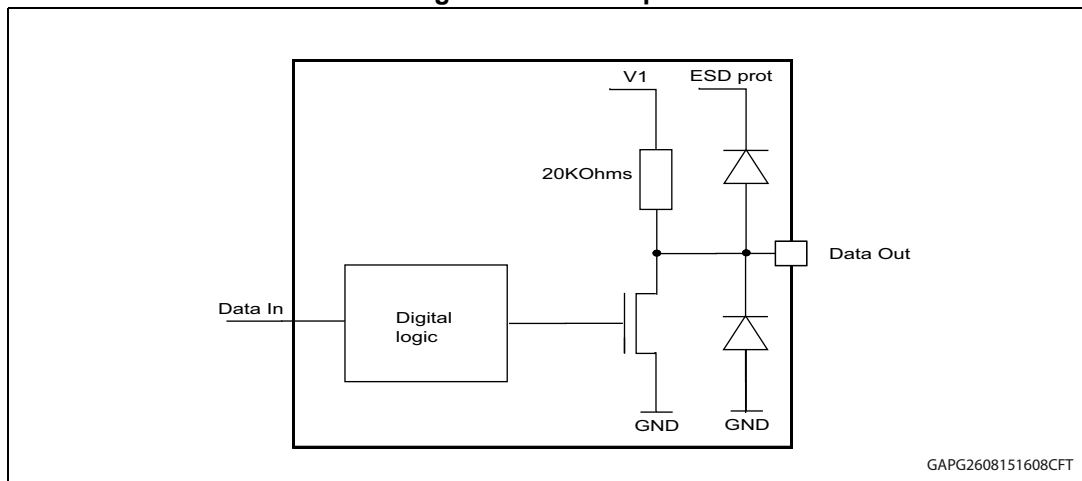 V1
ESD prot
20KOhms
Data Out
Data In
Digital
logic
GND
GND
GAPG2608151608CFT